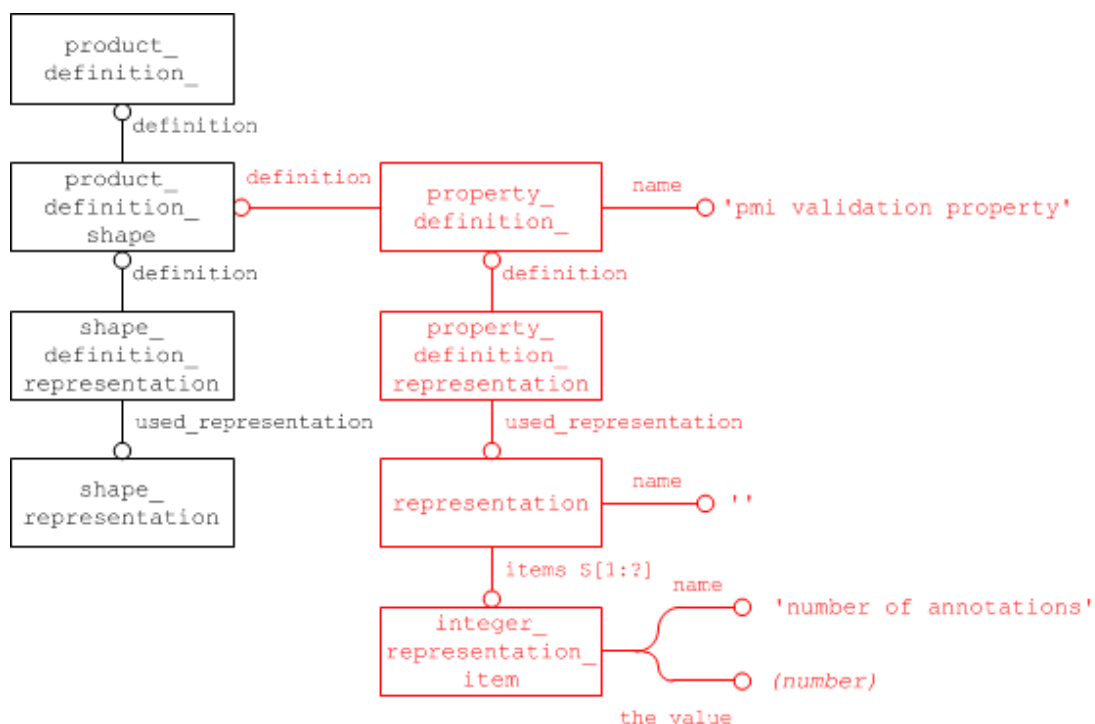 product_
definition_
definition
product_
definition_
shape
definition
property_
definition_
name
'pmi validation property'
definition
definition
shape_
definition_
representation
property_
definition_
representation
used_representation
used_representation
shape_
representation
representation
name
''
items S[1:?]
integer_
representation_
item
name
'number of annotations'
(number)
the value